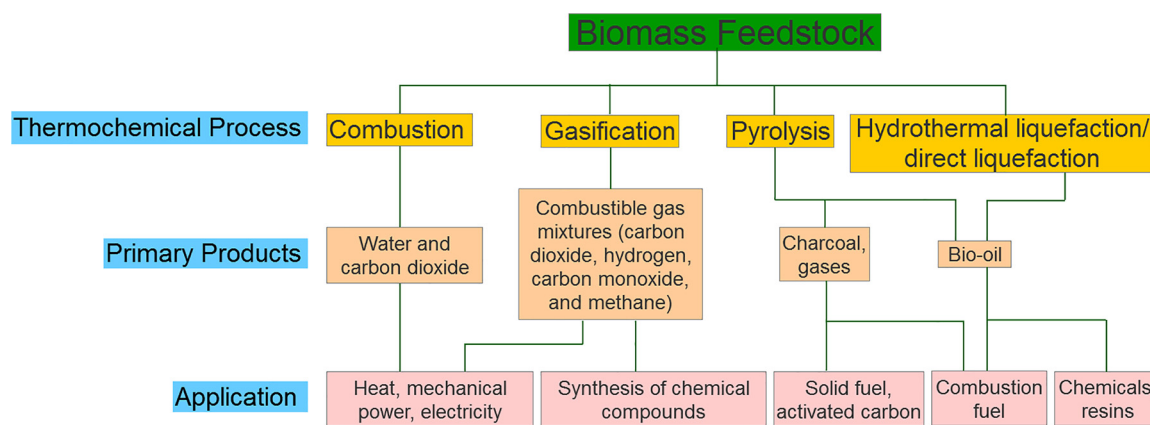 Biomass Feedstock
Thermochemical Process
Combustion
Gasification
Pyrolysis
Hydrothermal liquefaction/
direct liquefaction
Primary Products
Water and
carbon dioxide
Combustible gas
mixtures (carbon
dioxide, hydrogen,
carbon monoxide,
and methane)
Charcoal,
gases
Bio-oil
Application
Heat, mechanical
power, electricity
Synthesis of chemical
compounds
Solid fuel,
activated carbon
Combustion
fuel
Chemicals
resins